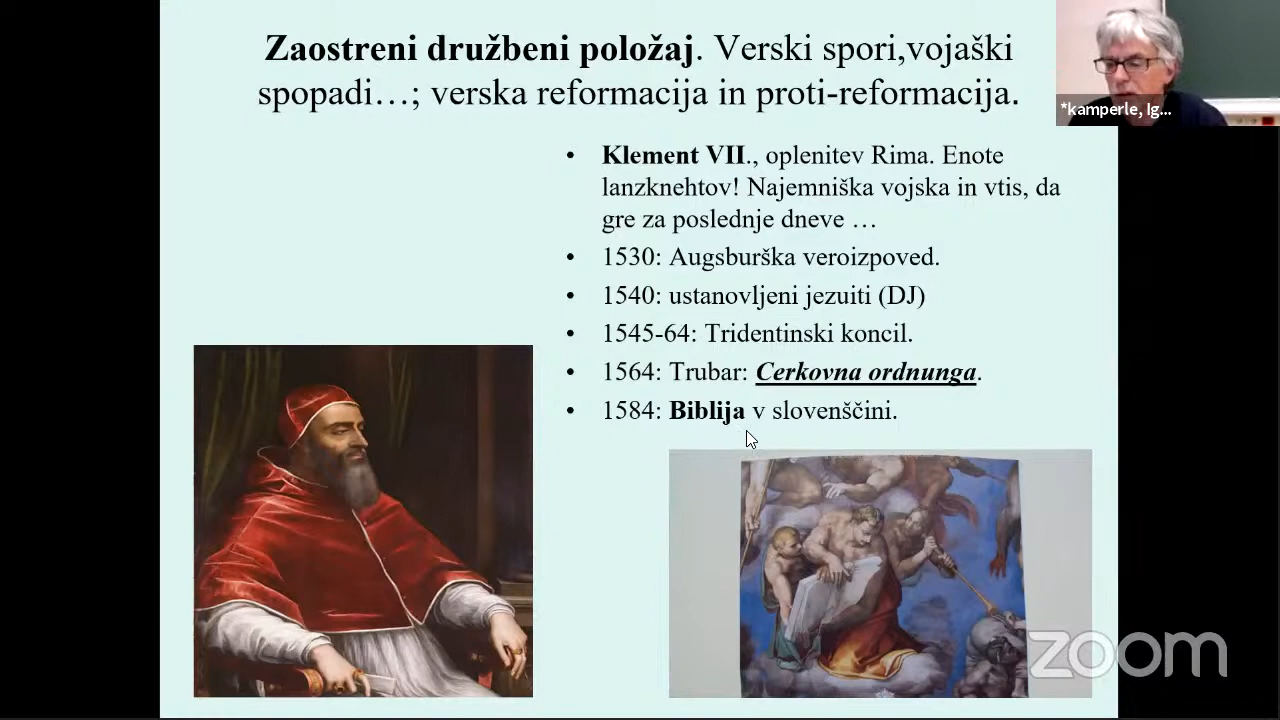 Zaostreni družbeni položaj. Verski spori,vojaški
spopadi…; verska reformacija in proti-reformacija.
*kamperle, Ig...
• Klement VII., oplenitev Rima. Enote
lanzknehtov! Najemniška vojska in vtis, da
gre za poslednje dneve …
• 1530: Augsburška veroizpoved.
• 1540: ustanovljeni jezuiti (DJ)
• 1545-64: Tridentinski koncil.
• 1564: Trubar: Cerkovna ordnunga.
• 1584: Biblija v slovenščini.
zoom